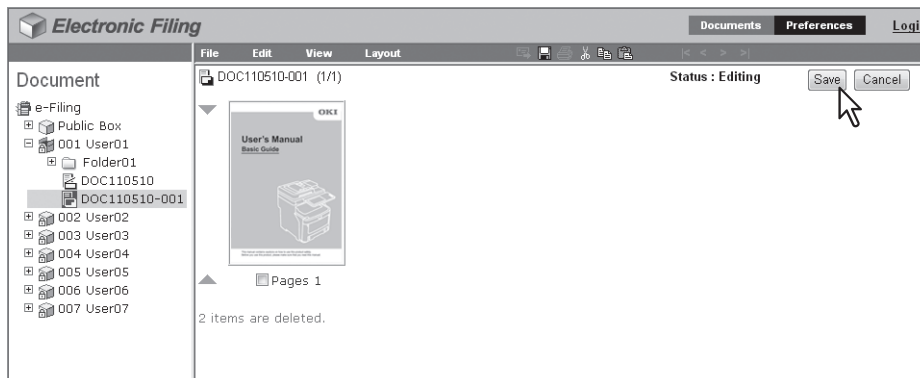 Electronic Filing
Documents Preferences Logi
File Edit View Layout
Document
e-Filing
Public Box
001 User01
Folder01
DOC110510
DOC110510-001
002 User02
003 User03
004 User04
005 User05
006 User06
007 User07
DOC110510-001 (1/1)
Status : Editing
Save Cancel
OKI
User's Manual
Basic Guide
Pages 1
2 items are deleted.